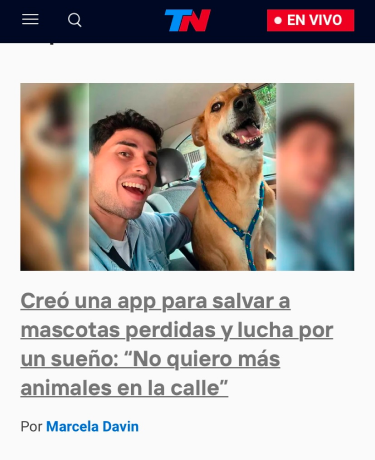 TN
EN VIVO
Creó una app para salvar a
mascotas perdidas y lucha por
un sueño: “No quiero más
animales en la calle”
Por Marcela Davin